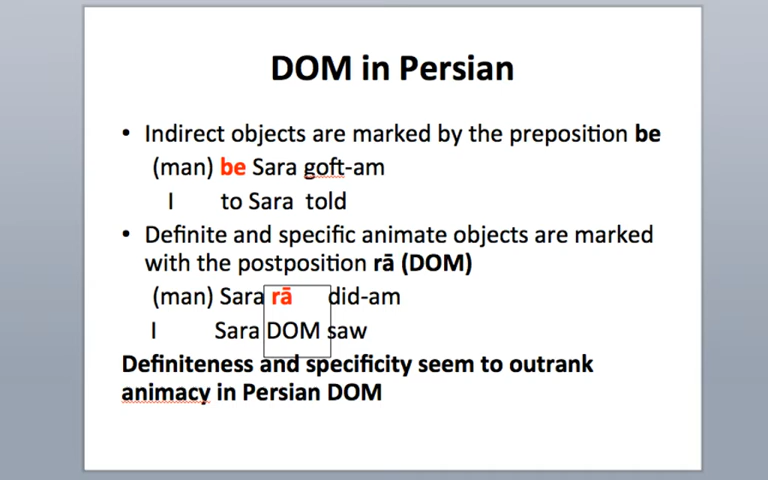 DOM in Persian
• Indirect objects are marked by the preposition be
(man) be Sara goft-am
I to Sara told
• Definite and specific animate objects are marked
with the postposition rā (DOM)
(man) Sara rā did-am
I Sara DOM saw
Definiteness and specificity seem to outrank
animacy in Persian DOM